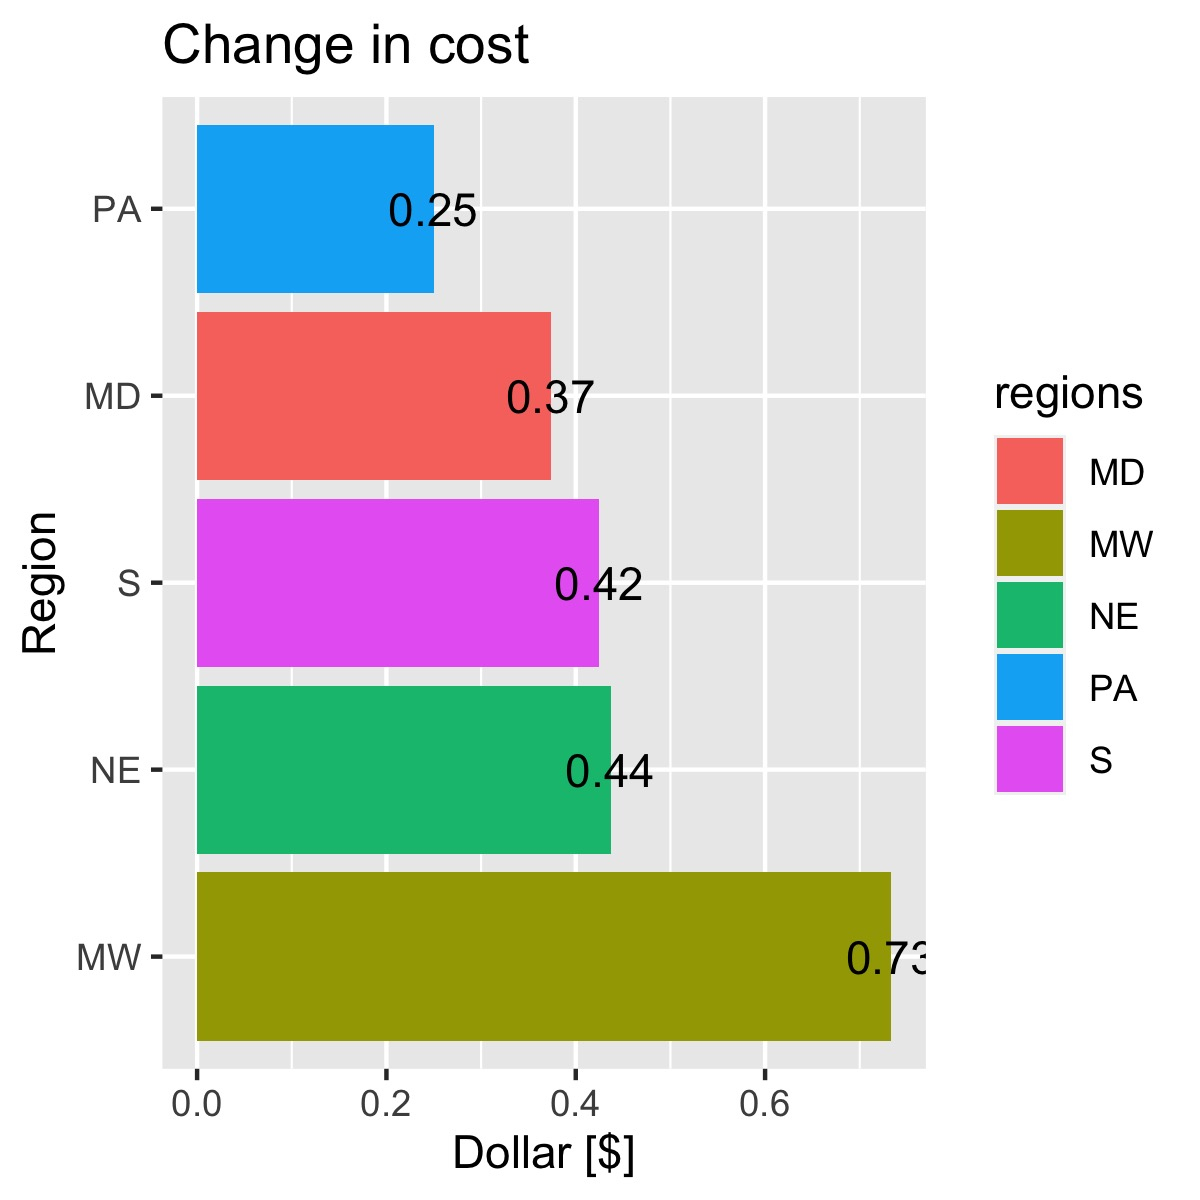 Change in cost
PA
0.25
MD
0.37
S
0.42
NE
0.44
MW
0.73
0.0 0.2 0.4 0.6
Dollar [$]
Region
regions
MD
MW
NE
PA
S